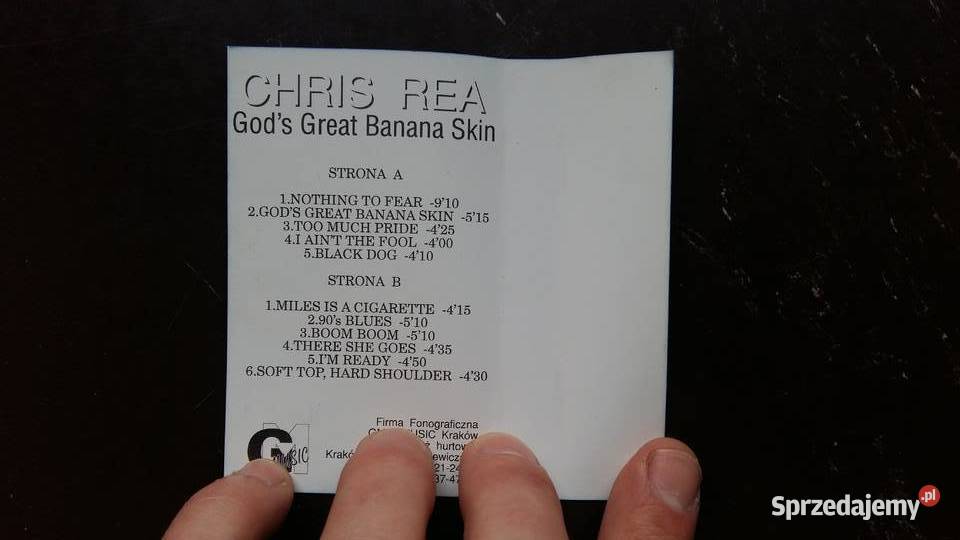 CHRIS REA
God's Great Banana Skin
STRONA A
1.NOTHING TO FEAR -9'10
2.GOD'S GREAT BANANA SKIN -5'15
3.TOO MUCH PRIDE -4'25
4.I AIN'T THE FOOL -4'00
5.BLACK DOG -4'10
STRONA B
1.MILES IS A CIGARETTE -4'15
2.90's BLUES -5'10
3.BOOM BOOM -5'10
4.THERE SHE GOES -4'35
5.I'M READY -4'50
6.SOFT TOP, HARD SHOULDER -4'30
Firma Fonograficzna
MUSIC Kraków
GM MUSIC
Sprzedajemy.pl